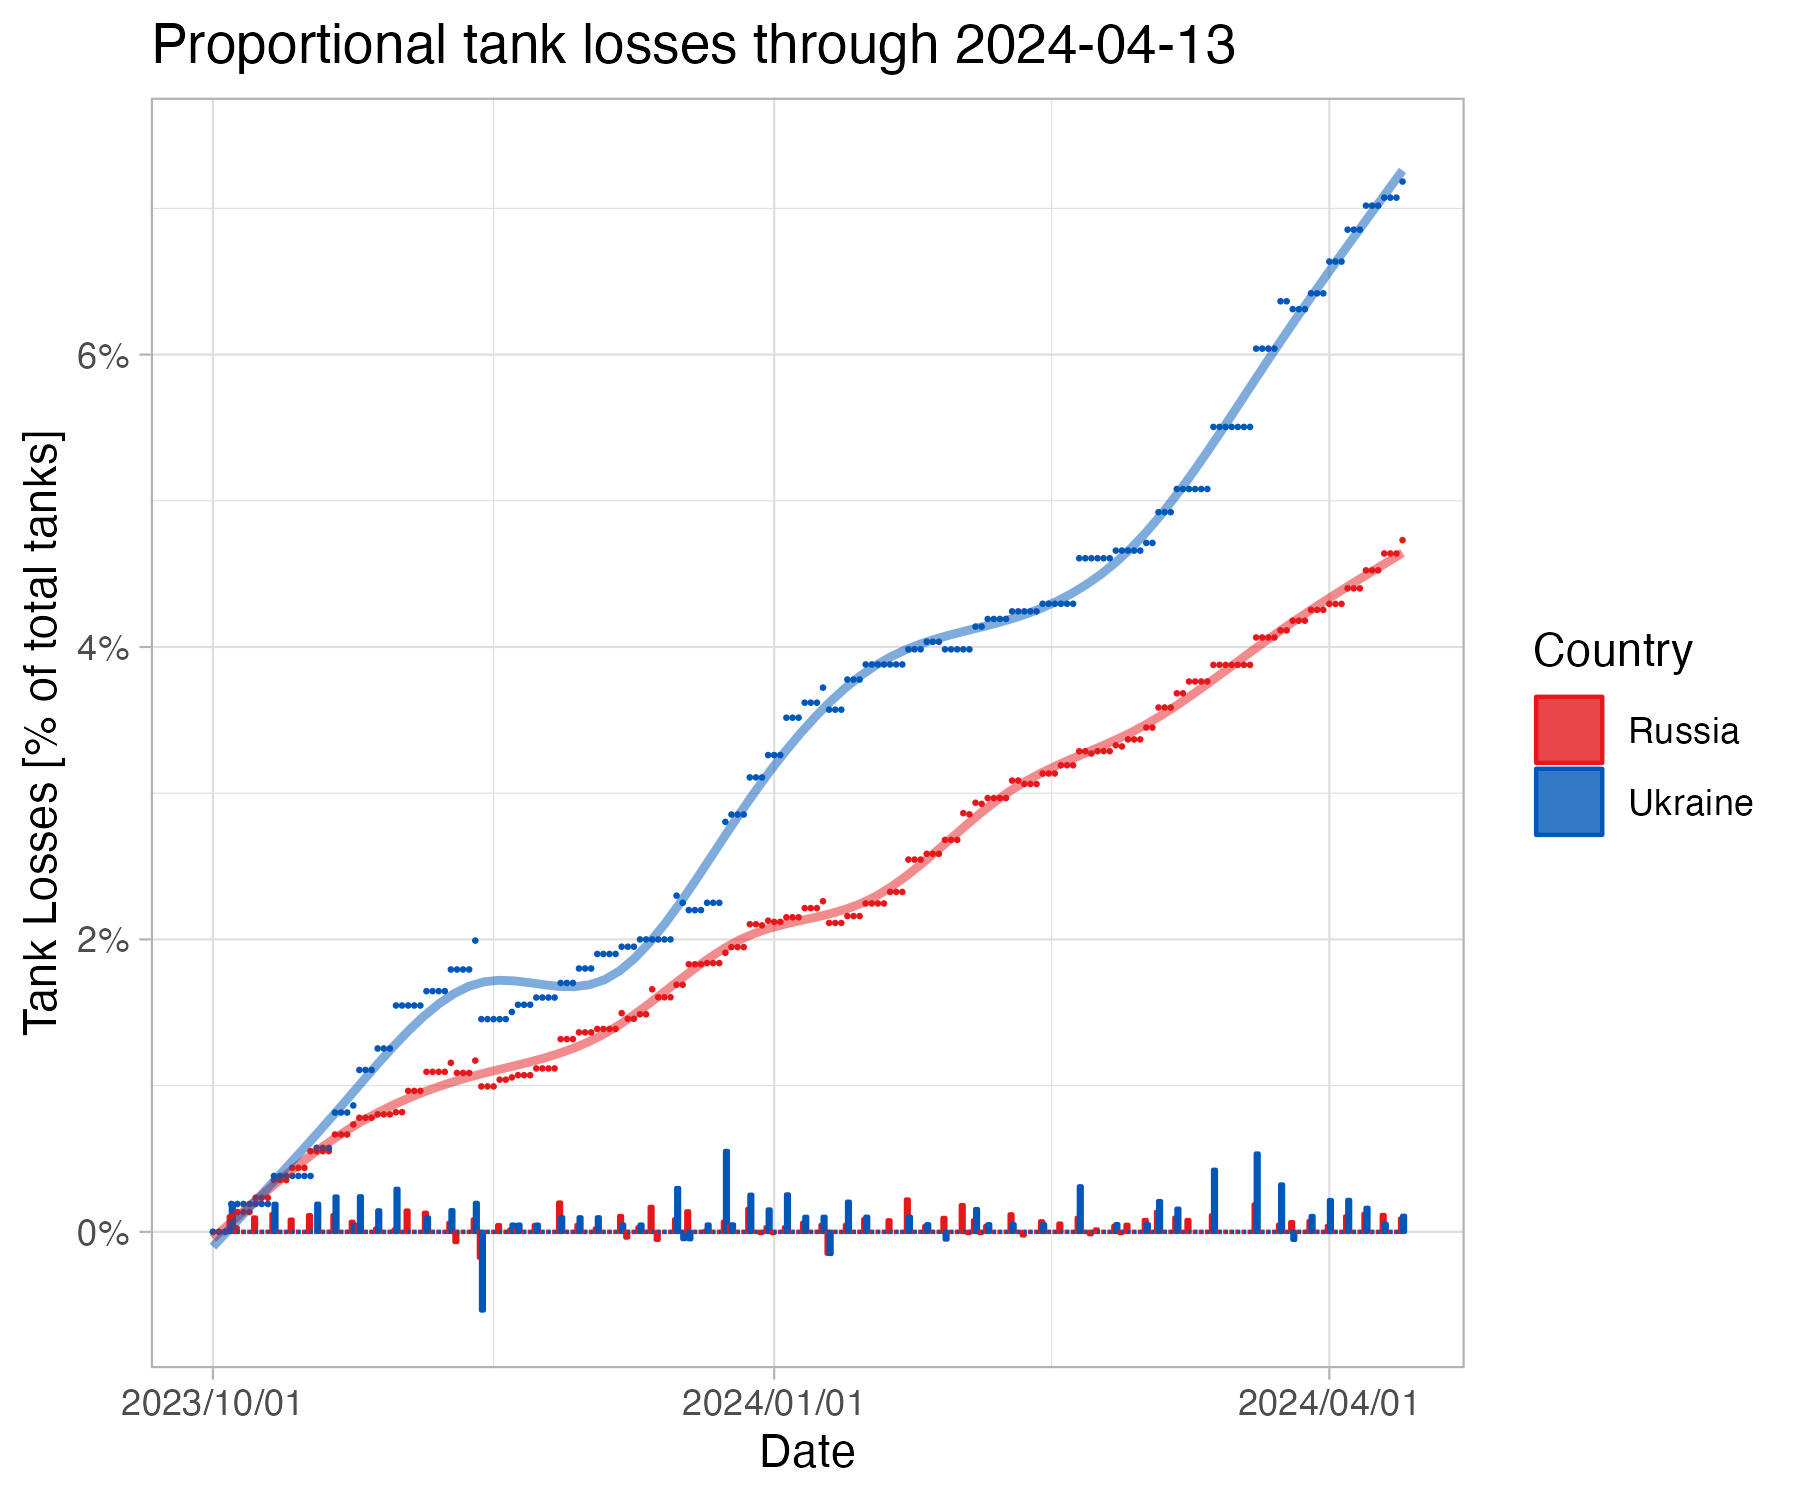 Proportional tank losses through 2024-04-13
Tank Losses [% of total tanks]
6%
4%
2%
0%
2023/10/01
2024/01/01
2024/04/01
Date
Country
Russia
Ukraine